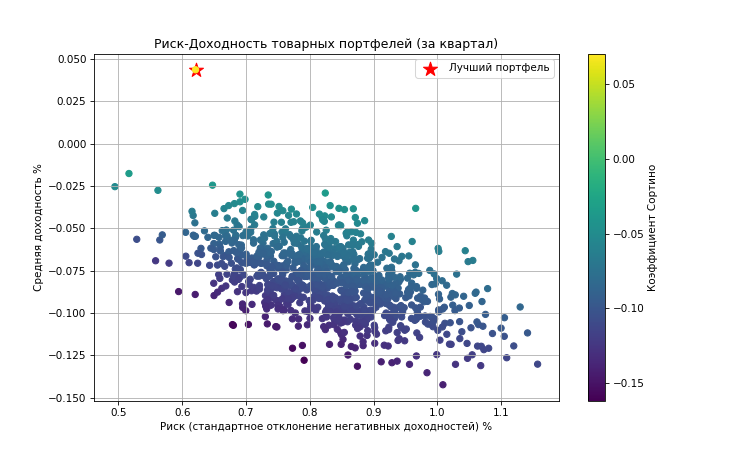 Риск-Доходность товарных портфелей (за квартал)
Лучший портфель
Средняя доходность %
0.050
0.025
0.000
−0.025
−0.050
−0.075
−0.100
−0.125
−0.150
0.5 0.6 0.7 0.8 0.9 1.0 1.1
Риск (стандартное отклонение негативных доходностей) %
0.05
0.00
−0.05
−0.10
−0.15
Коэффициент Сортино